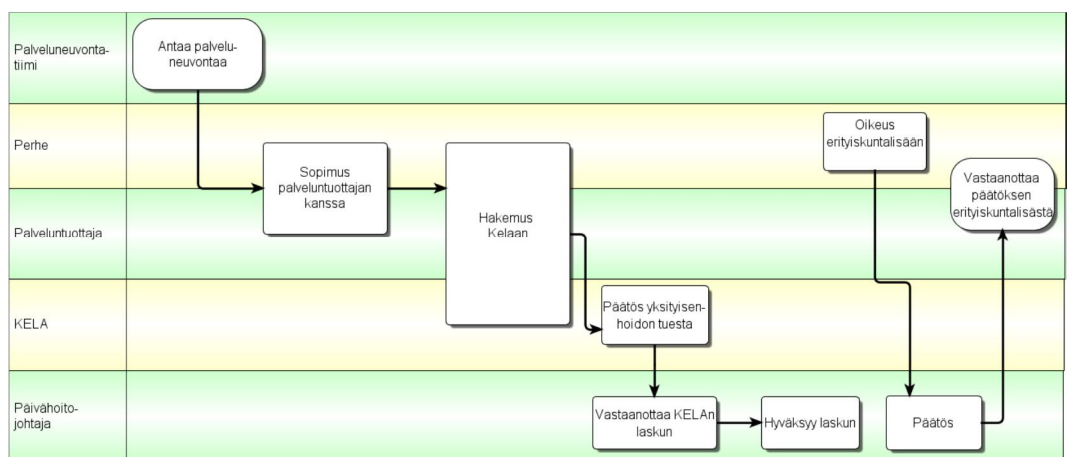 Palveluneuvonta-
tiimi
Antaa palvelu-
neuvontaa
Perhe
Sopimus
palveluntuottajan
kanssa
Hakemus
Kelaan
Oikeus
erityiskuntalisään
Vastaanottaa
päätöksen
erityiskuntalisästä
Palveluntuottaja
KELA
Päätös yksityisen-
hoidon tuesta
Päivähoito-
johtaja
Vastaanottaa KELAn
laskun
Hyväksyy laskun
Päätös